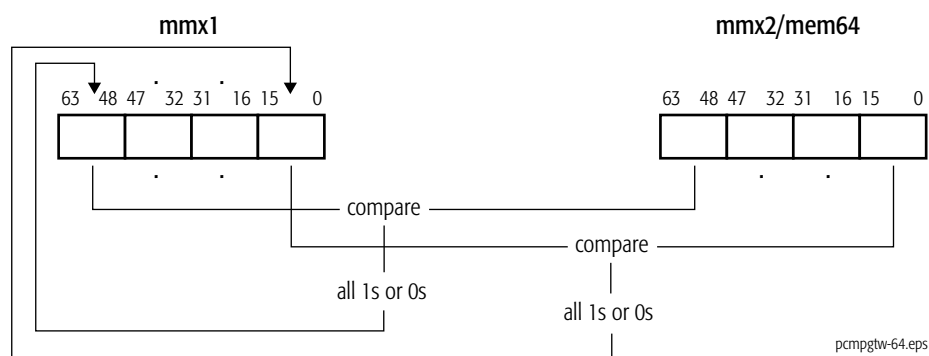 mmx1 mmx2/mem64
. .
63 48 47 32 31 16 15 0 63 48 47 32 31 16 15 0
. . . .
compare
compare
all 1s or 0s
all 1s or 0s
pcmpgtw-64.eps